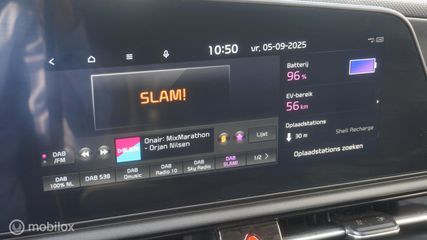 10:50 vr, 05-09-2025
SLAM!
Batterij
96 %
EV-bereik
56 km
Oplaadstations
30 m Shell Recharge
Oplaadstations zoeken
DAB
/FM
Onair: MixMarathon
- Orjan Nilsen
Lijst
DAB
100% NL
DAB 538
DAB
Qmusic
DAB
Radio 10
DAB
Sky Radio
DAB
SLAM!
1/2
© mobilox